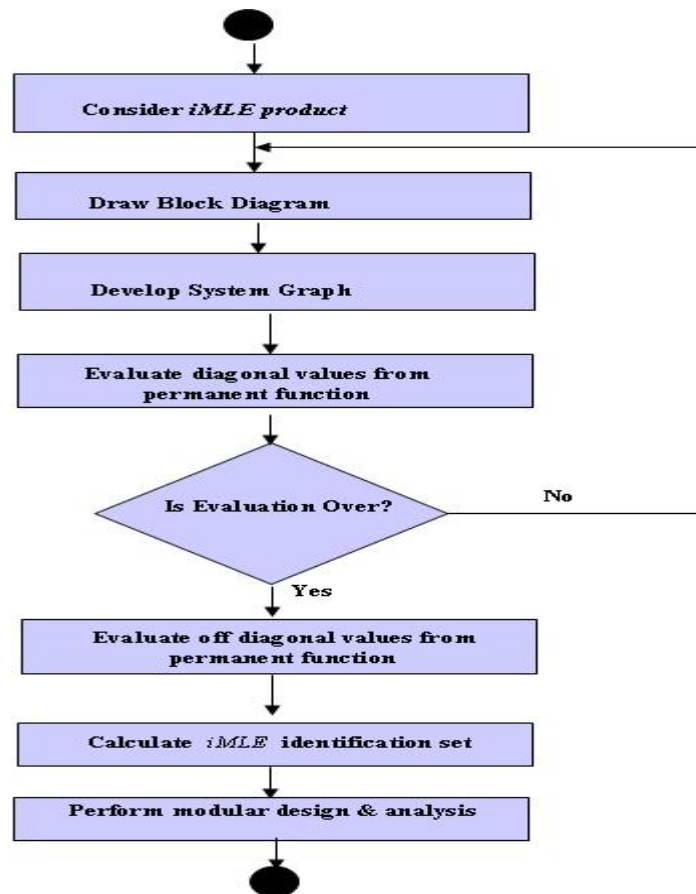 Consider iMLE product
Draw Block Diagram
Develop System Graph
Evaluate diagonal values from
permanent function
Is Evaluation Over?
No
Yes
Evaluate off diagonal values from
permanent function
Calculate iMLE identification set
Perform modular design & analysis